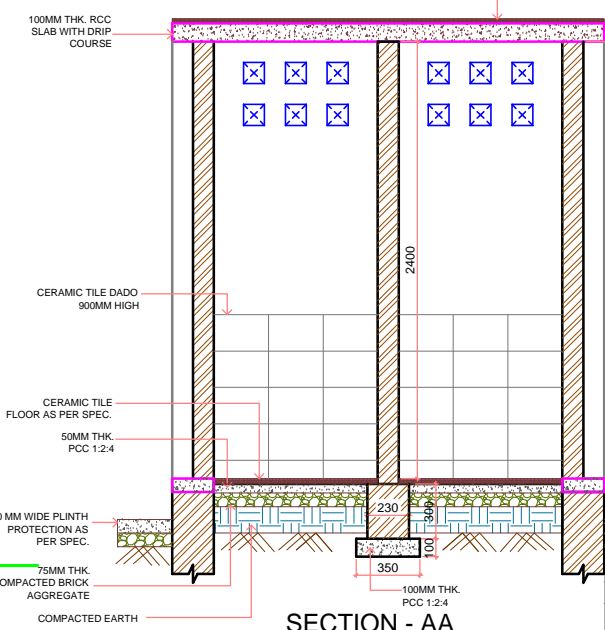 100MM THK. RCC
SLAB WITH DRIP
COURSE
2400
CERAMIC TILE DADO
900MM HIGH
CERAMIC TILE
FLOOR AS PER SPEC.
50MM THK.
PCC 1:2:4
230
300
MM WIDE PLINTH
PROTECTION AS
PER SPEC.
100
350
75MM THK.
BRICK
AGGREGATE
100MM THK.
PCC 1:2:4
COMPACTED EARTH
SECTION - AA